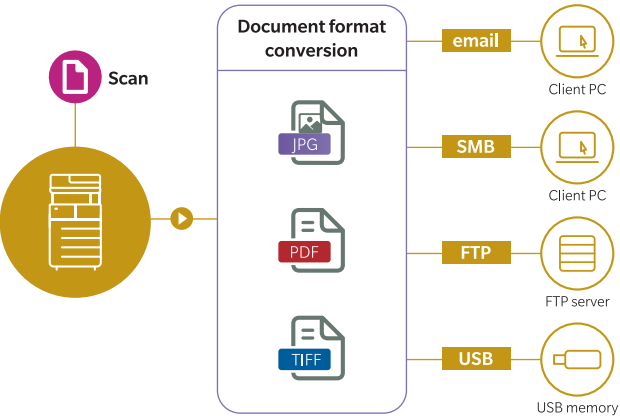 Scan
Document format
conversion
JPG
PDF
TIFF
email
Client PC
SMB
Client PC
FTP
FTP server
USB
USB memory